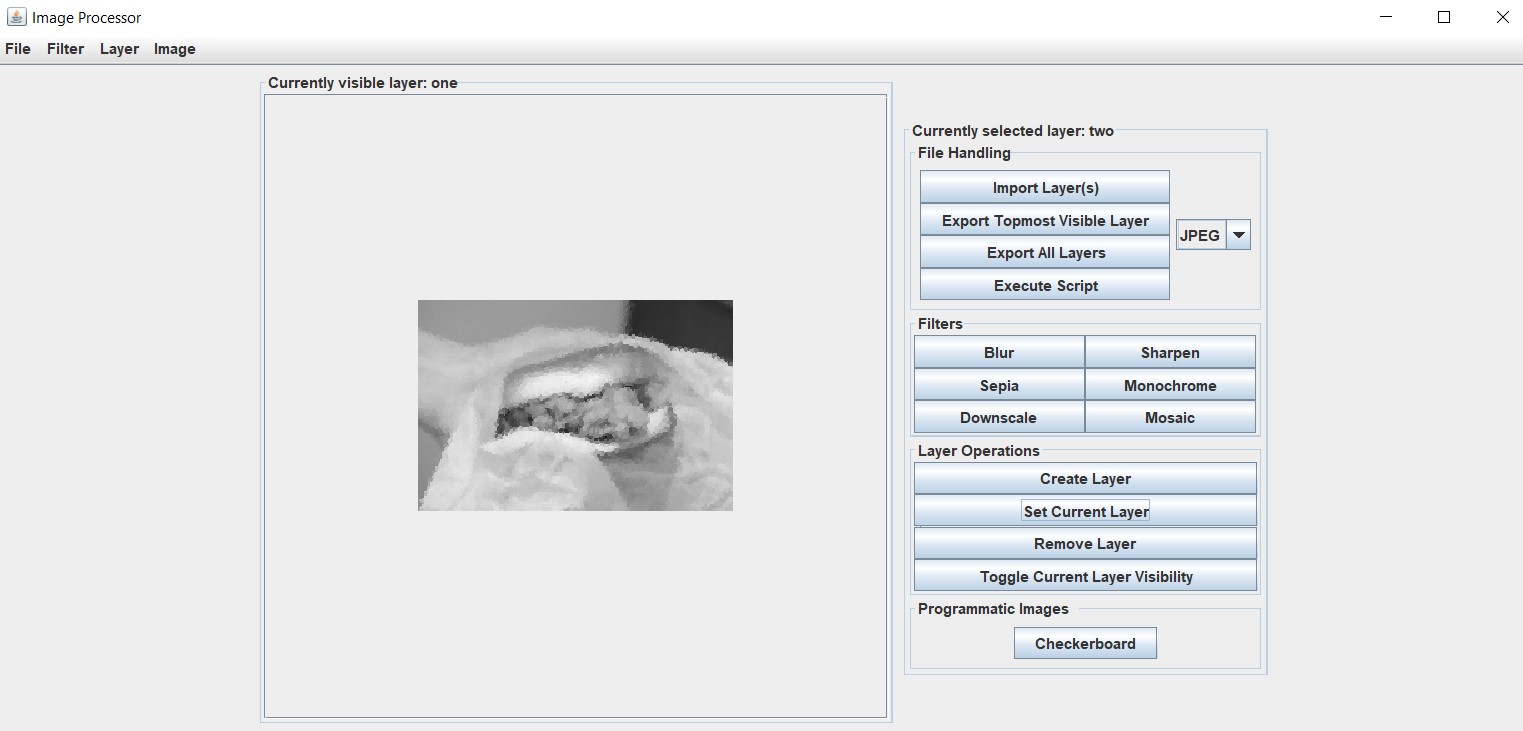 Image Processor
File Filter Layer Image
Currently visible layer: one
Currently selected layer: two
File Handling
Import Layer(s)
Export Topmost Visible Layer
Export All Layers
Execute Script
JPEG
Filters
Blur Sharpen
Sepia Monochrome
Downscale Mosaic
Layer Operations
Create Layer
Set Current Layer
Remove Layer
Toggle Current Layer Visibility
Programmatic Images
Checkerboard